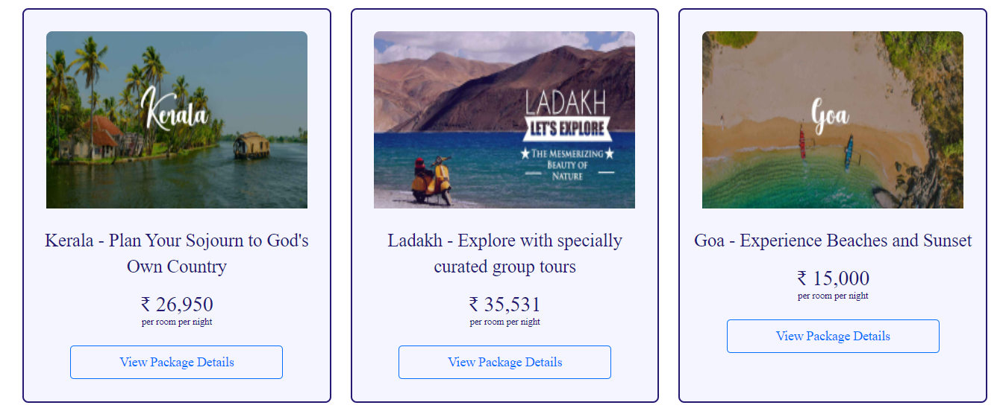 Kerala
Kerala - Plan Your Sojourn to God's
Own Country
₹ 26,950
per room per night
View Package Details
LADAKH
LET'S EXPLORE
★ THE MESMERIZING ★
BEAUTY OF
NATURE
Ladakh - Explore with specially
curated group tours
₹ 35,531
per room per night
View Package Details
Goa
Goa - Experience Beaches and Sunset
₹ 15,000
per room per night
View Package Details